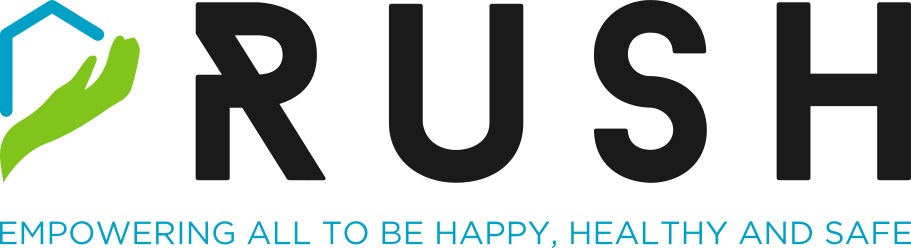 RUSH
EMPOWERING ALL TO BE HAPPY, HEALTHY AND SAFE